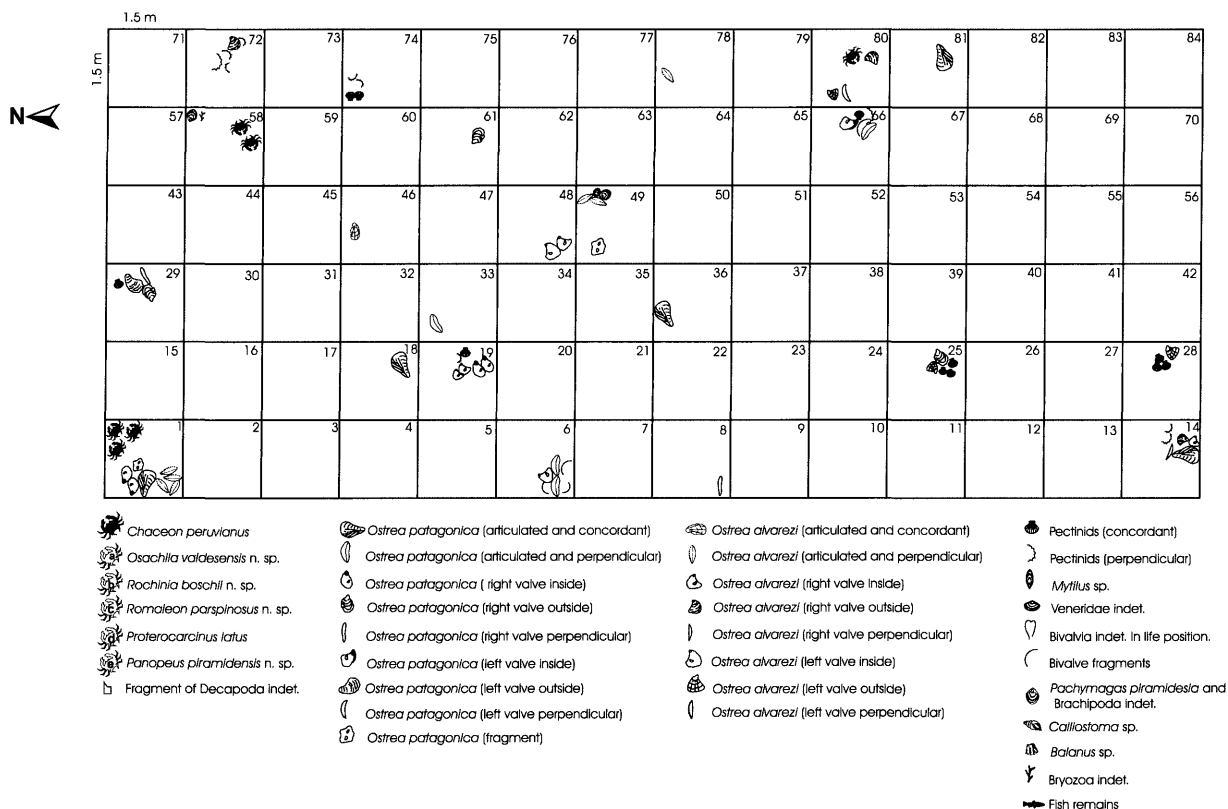 1.5 m
71 72 73 74 75 76 77 78 79 80 81 82 83 84
1.5 m
N
57 58 59 60 61 62 63 64 65 66 67 68 69 70
43 44 45 46 47 48 49 50 51 52 53 54 55 56
29 30 31 32 33 34 35 36 37 38 39 40 41 42
15 16 17 18 19 20 21 22 23 24 25 26 27 28
1 2 3 4 5 6 7 8 9 10 11 12 13 14
Chaceon peruvianus
a Osachila valdesensis n. sp.
b Rochinia boschii n. sp.
c Romaleon parspinosus n. sp.
d Proterocarcinus latus
e Panopeus piramidensis n. sp.
Fragment of Decapoda indet.
Ostrea patagonica (articulated and concordant)
Ostrea patagonica (articulated and perpendicular)
Ostrea patagonica ( right valve inside)
Ostrea patagonica (right valve outside)
Ostrea patagonica (right valve perpendicular)
Ostrea patagonica (left valve inside)
Ostrea patagonica (left valve outside)
Ostrea patagonica (left valve perpendicular)
Ostrea patagonica (fragment)
Ostrea alvarezi (articulated and concordant)
Ostrea alvarezi (articulated and perpendicular)
Ostrea alvarezi (right valve inside)
Ostrea alvarezi (right valve outside)
Ostrea alvarezi (right valve perpendicular)
Ostrea alvarezi (left valve inside)
Ostrea alvarezi (left valve outside)
Ostrea alvarezi (left valve perpendicular)
Pectinids (concordant)
Pectinids (perpendicular)
Mytilus sp.
Veneridae indet.
Bivalvia indet. In life position.
Bivalve fragments
Pachymagas piramidesia and
Brachipoda indet.
Calliostoma sp.
Balanus sp.
Bryozoa indet.
Fish remains